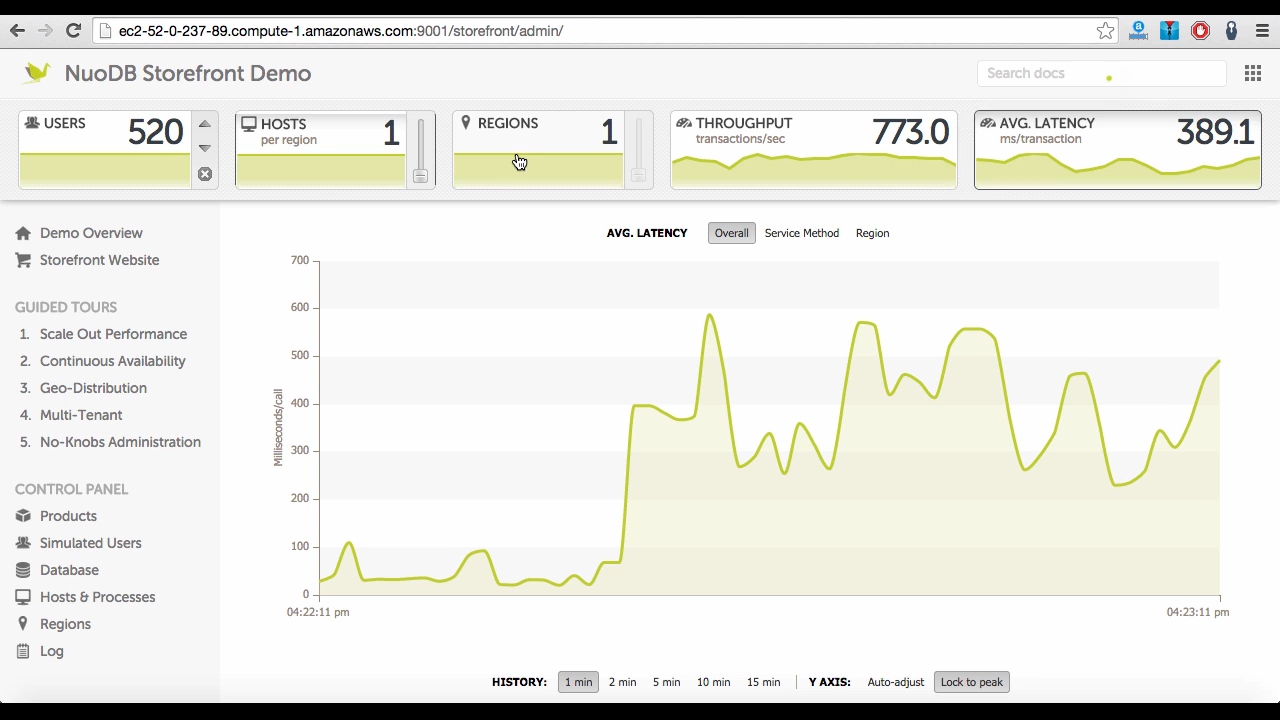 ec2-52-0-237-89.compute-1.amazonaws.com:9001/storefront/admin/
NuoDB Storefront Demo
Search docs
USERS 520
HOSTS
per region
1
REGIONS 1
THROUGHPUT
transactions/sec
773.0
AVG. LATENCY
ms/transaction
389.1
Demo Overview
Storefront Website
GUIDED TOURS
1. Scale Out Performance
2. Continuous Availability
3. Geo-Distribution
4. Multi-Tenant
5. No-Knobs Administration
CONTROL PANEL
Products
Simulated Users
Database
Hosts & Processes
Regions
Log
AVG. LATENCY Overall Service Method Region
Milliseconds/call
700
600
500
400
300
200
100
0
04:22:11 pm 04:23:11 pm
HISTORY: 1 min 2 min 5 min 10 min 15 min Y AXIS: Auto-adjust Lock to peak